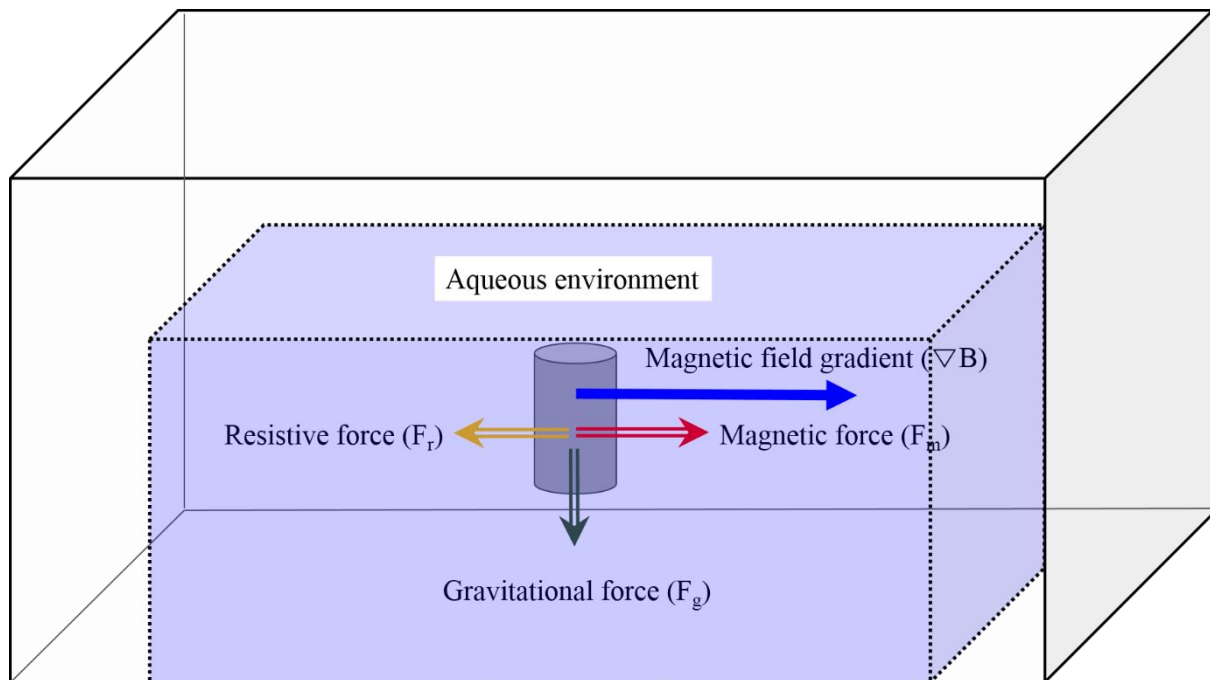 Aqueous environment
Magnetic field gradient (▽B)
Resistive force (Fr)
Magnetic force (Fm)
Gravitational force (Fg)